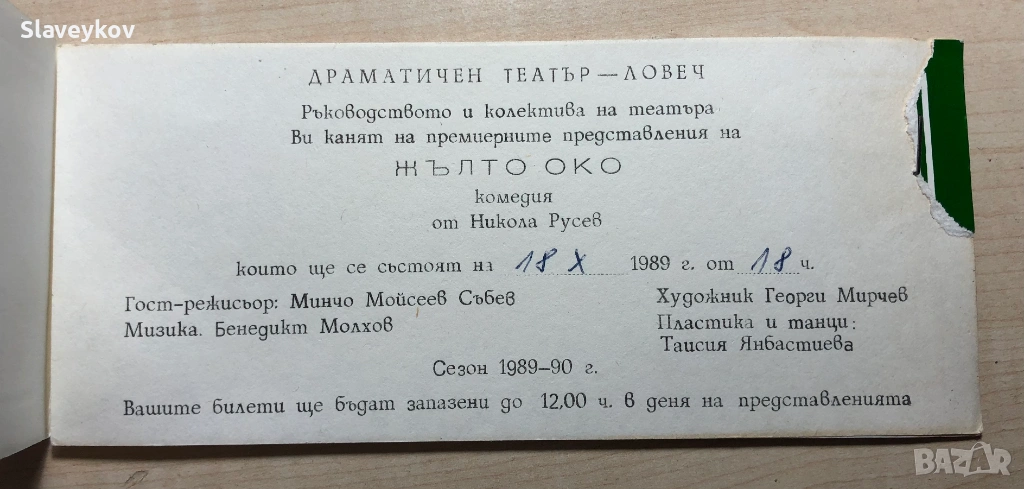 Slaveykov
ДРАМАТИЧЕН ТЕАТЪР — ЛОВЕЧ
Ръководството и колектива на театъра
Ви канят на премиерните представления на
ЖЪЛТО ОКО
комедия
от Никола Русев
които ще се състоят на 18 X 1989 г. от 18 ч.
Гост-режисьор: Минчо Мойсеев Събев
Мизика. Бенедикт Молхов
Художник Георги Мирчев
Пластика и танци:
Таисия Янбастиева
Сезон 1989–90 г.
Вашите билети ще бъдат запазени до 12,00 ч. в деня на представленията
BAZAR